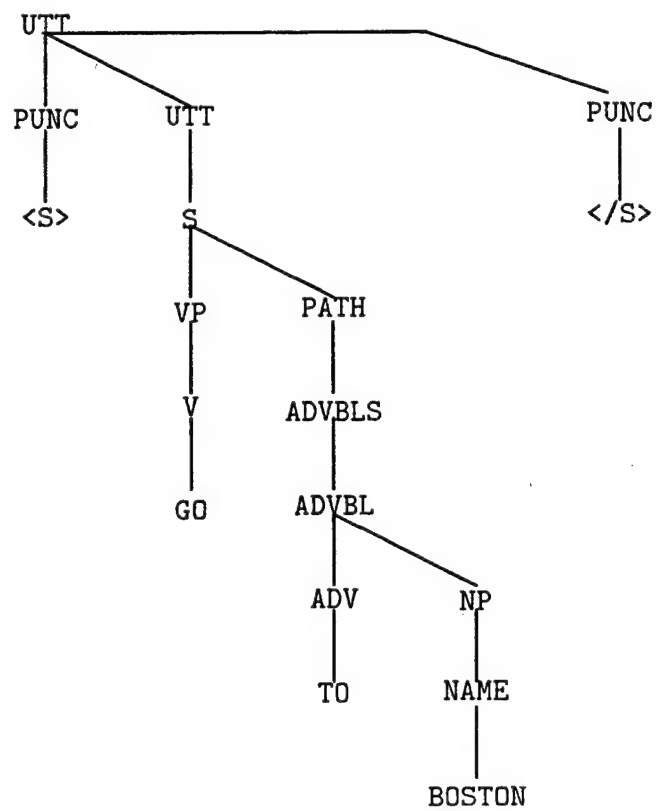 UTT
PUNC UTT PUNC
<S> S </S>
VP PATH
V ADVBLS
GO ADVBL
ADV NP
TO NAME
BOSTON